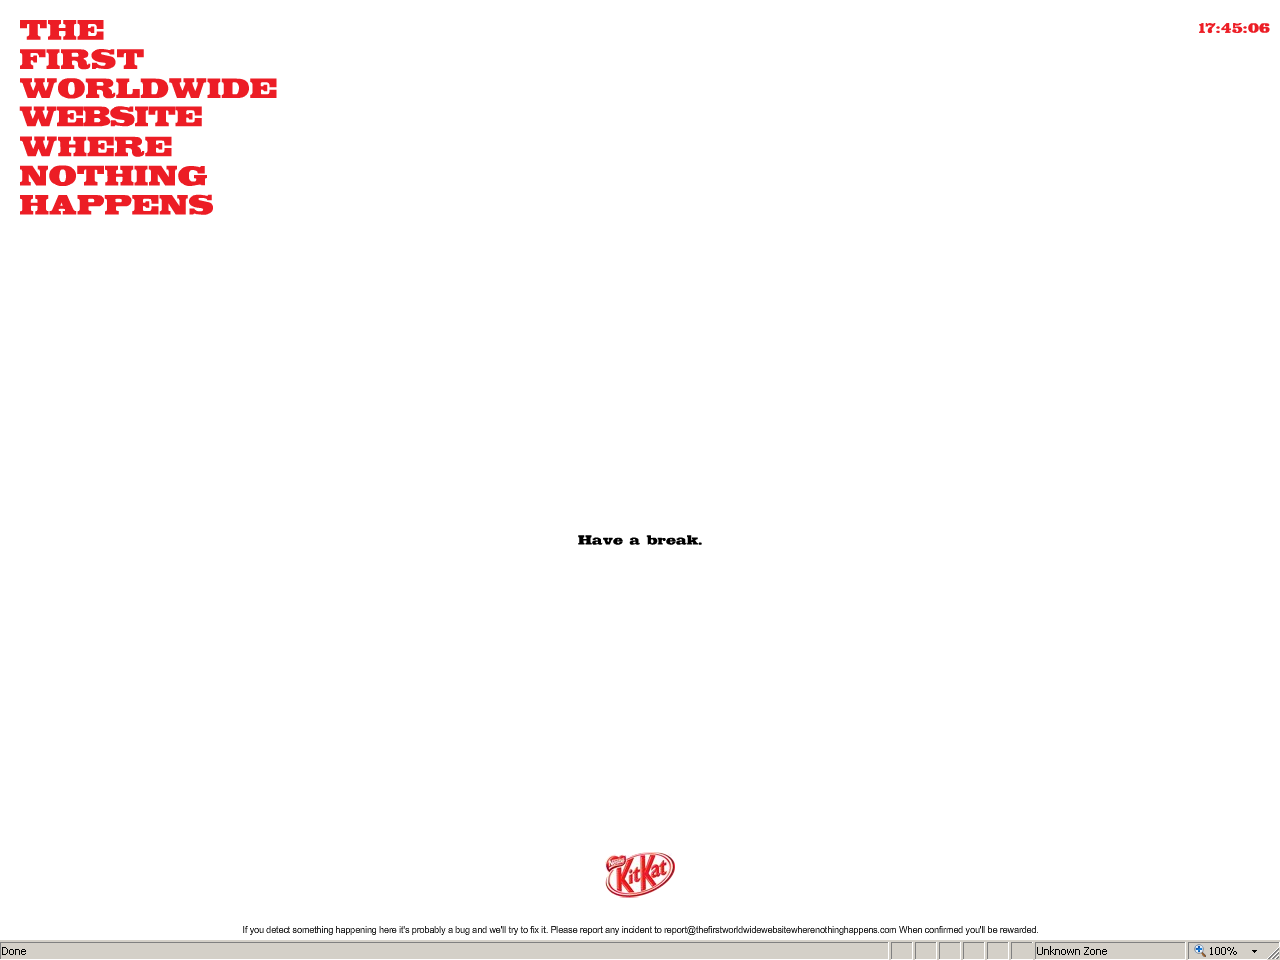 THE
FIRST
WORLDWIDE
WEBSITE
WHERE
NOTHING
HAPPENS
17:45:06
Have a break.
Nestlé
KitKat
If you detect something happening here it's probably a bug and we'll try to fix it. Please report any incident to report@thefirstworldwidewebsitewherenothinghappens.com When confirmed you'll be rewarded.
Done
Unknown Zone
100%